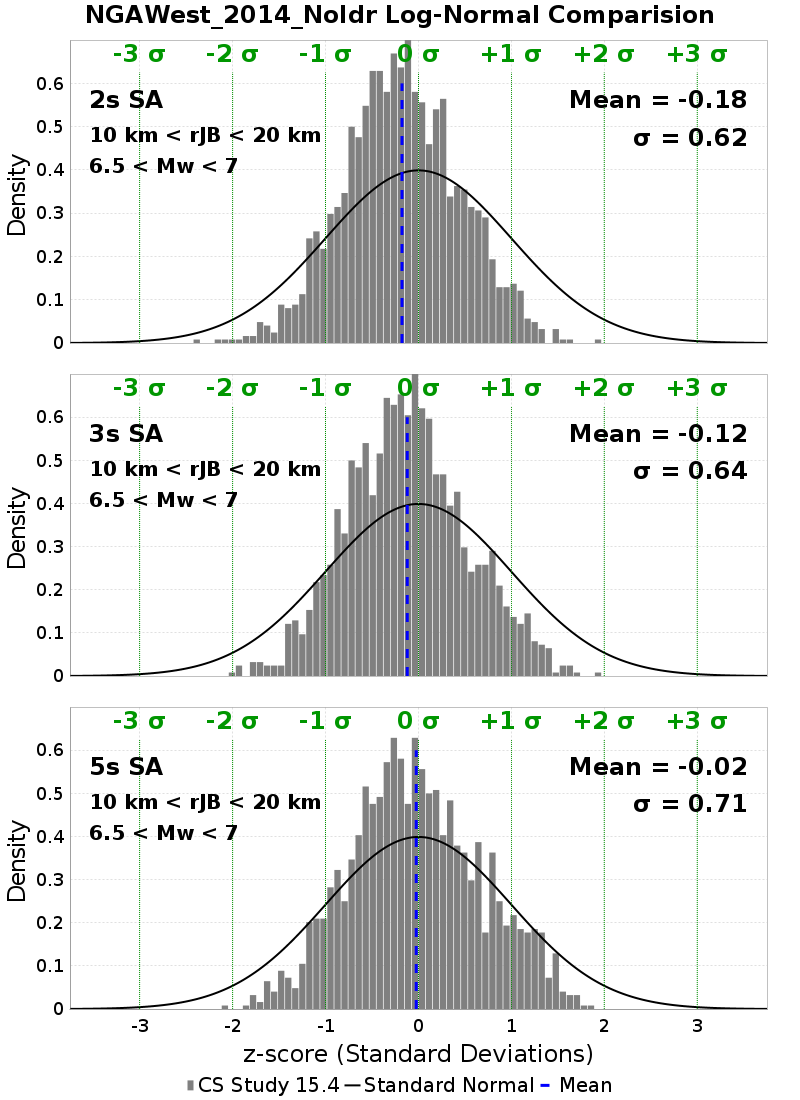 NGAWest_2014_NoIdr Log-Normal Comparision
-3 σ -2 σ -1 σ 0 σ +1 σ +2 σ +3 σ
0.6
2s SA Mean = -0.18
0.5
10 km < rJB < 20 km σ = 0.62
6.5 < Mw < 7
0.4
0.3
0.2
0.1
0
Density
-3 σ -2 σ -1 σ 0 σ +1 σ +2 σ +3 σ
0.6
3s SA Mean = -0.12
0.5
10 km < rJB < 20 km σ = 0.64
6.5 < Mw < 7
0.4
0.3
0.2
0.1
0
Density
-3 σ -2 σ -1 σ 0 σ +1 σ +2 σ +3 σ
0.6
5s SA Mean = -0.02
0.5
10 km < rJB < 20 km σ = 0.71
6.5 < Mw < 7
0.4
0.3
0.2
0.1
0
Density
-3 -2 -1 0 1 2 3
z-score (Standard Deviations)
CS Study 15.4 Standard Normal Mean